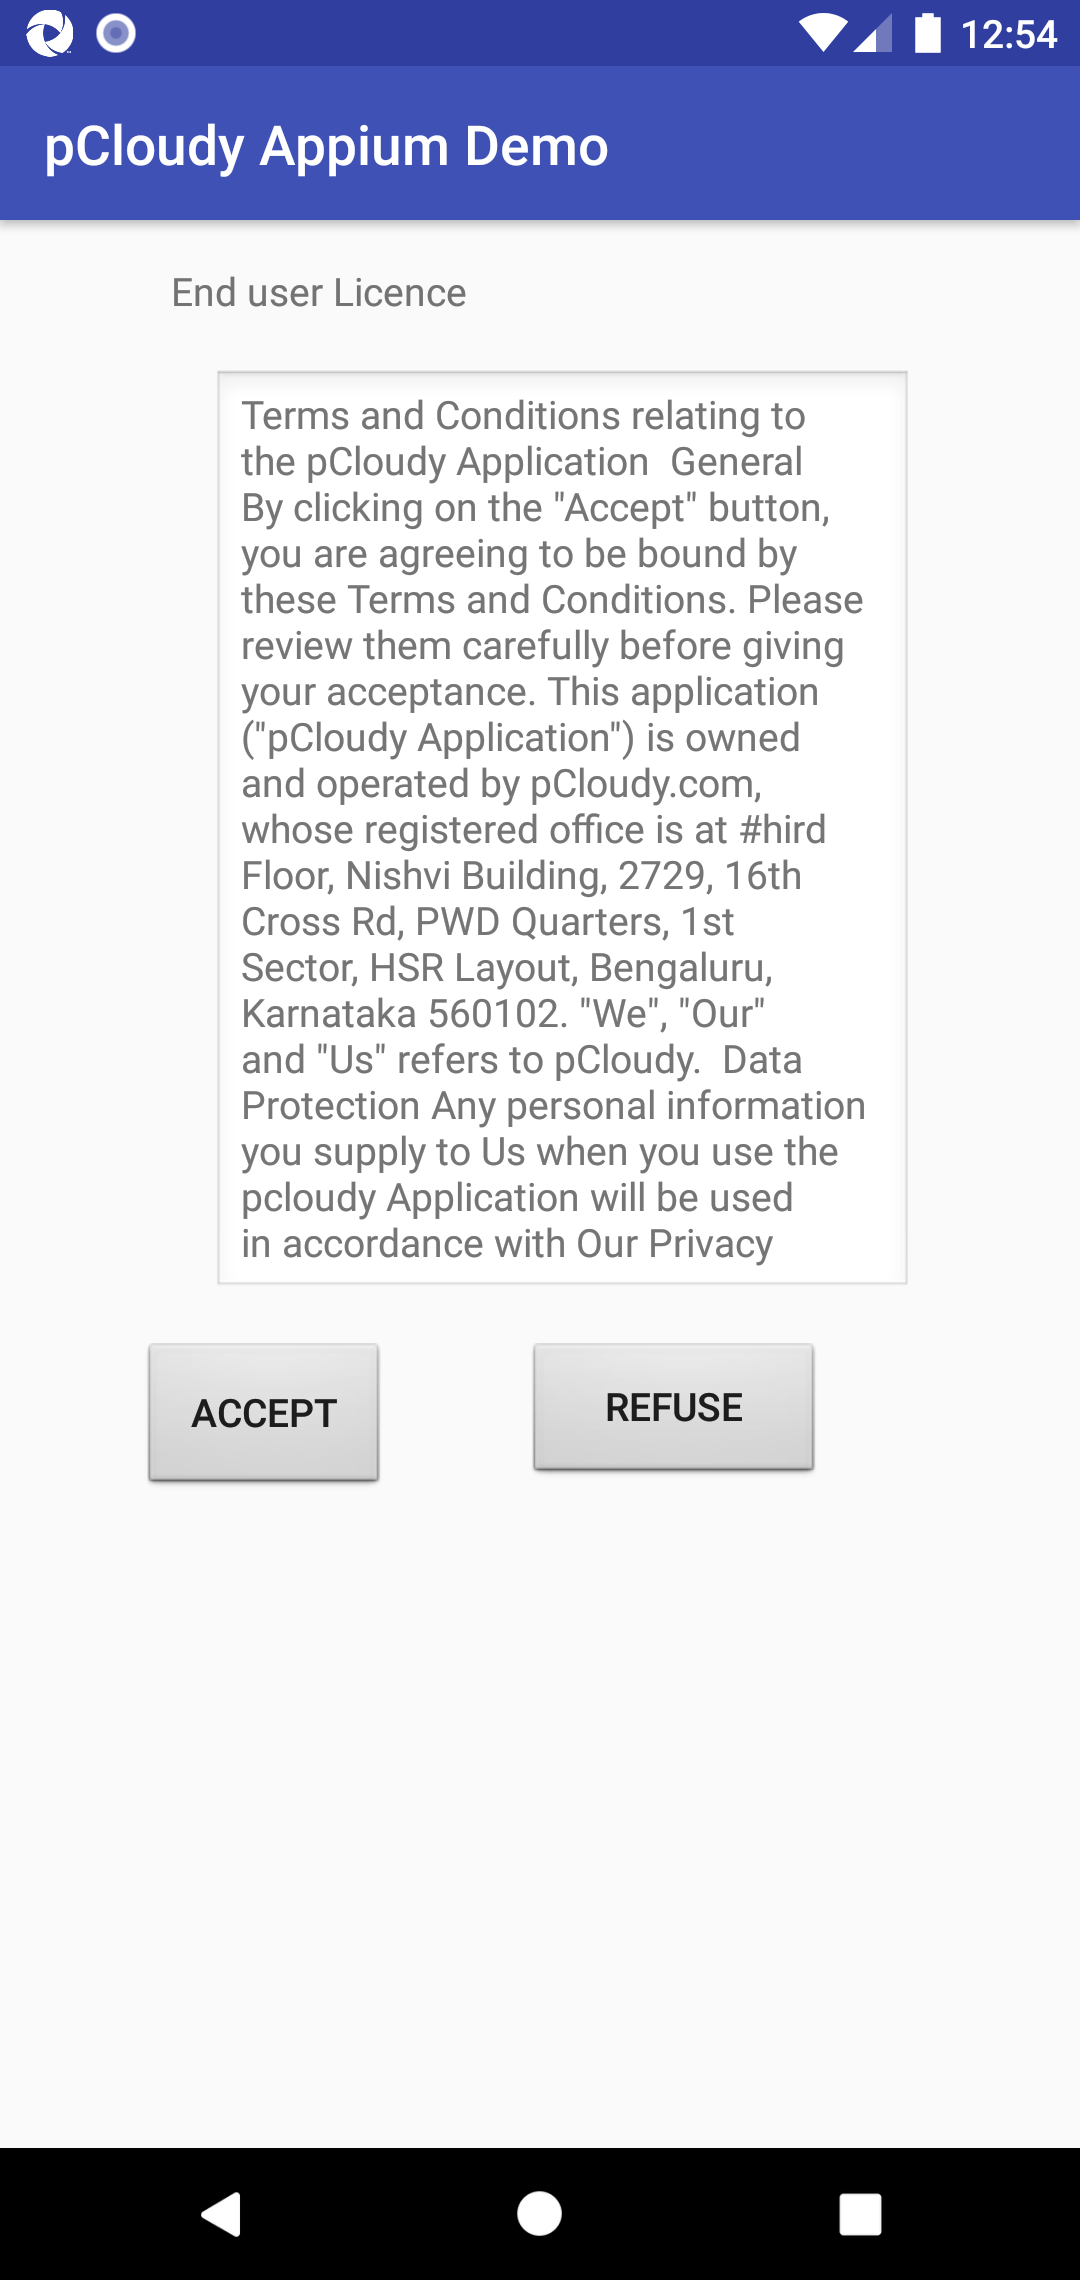 12:54
pCloudy Appium Demo
End user Licence
Terms and Conditions relating to
the pCloudy Application  General
By clicking on the "Accept" button,
you are agreeing to be bound by
these Terms and Conditions. Please
review them carefully before giving
your acceptance. This application
("pCloudy Application") is owned
and operated by pCloudy.com,
whose registered office is at #hird
Floor, Nishvi Building, 2729, 16th
Cross Rd, PWD Quarters, 1st
Sector, HSR Layout, Bengaluru,
Karnataka 560102. "We", "Our"
and "Us" refers to pCloudy.  Data
Protection Any personal information
you supply to Us when you use the
pcloudy Application will be used
in accordance with Our Privacy
ACCEPT
REFUSE